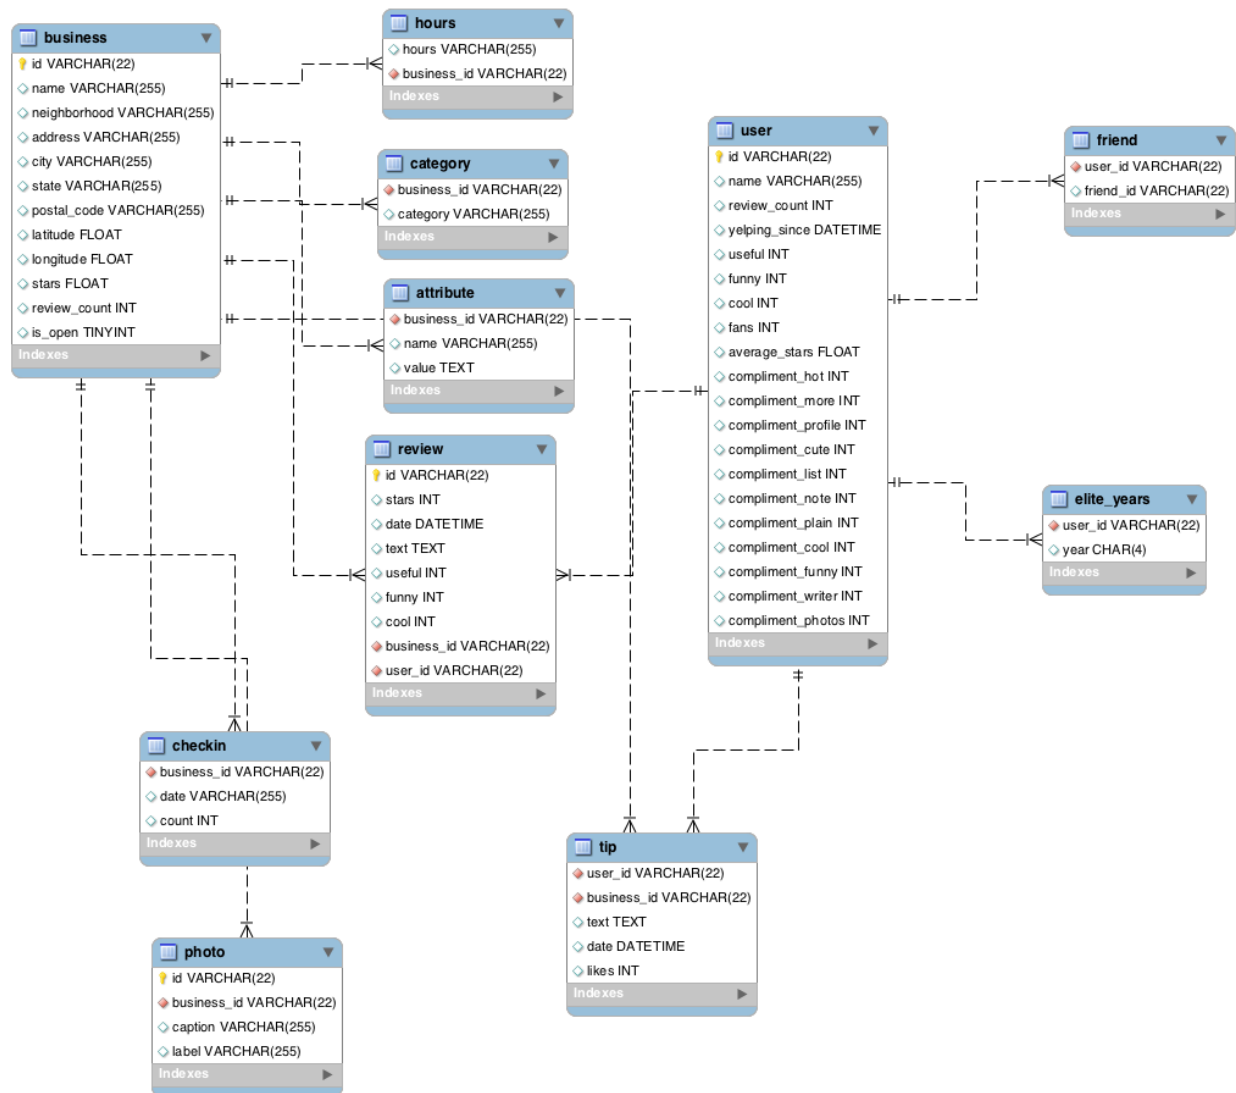 business
id VARCHAR(22)
name VARCHAR(255)
neighborhood VARCHAR(255)
address VARCHAR(255)
city VARCHAR(255)
state VARCHAR(255)
postal_code VARCHAR(255)
latitude FLOAT
longitude FLOAT
stars FLOAT
review_count INT
is_open TINYINT
Indexes
hours
hours VARCHAR(255)
business_id VARCHAR(22)
Indexes
category
business_id VARCHAR(22)
category VARCHAR(255)
Indexes
attribute
business_id VARCHAR(22)
name VARCHAR(255)
value TEXT
Indexes
review
id VARCHAR(22)
stars INT
date DATETIME
text TEXT
useful INT
funny INT
cool INT
business_id VARCHAR(22)
user_id VARCHAR(22)
Indexes
user
id VARCHAR(22)
name VARCHAR(255)
review_count INT
yelping_since DATETIME
useful INT
funny INT
cool INT
fans INT
average_stars FLOAT
compliment_hot INT
compliment_more INT
compliment_profile INT
compliment_cute INT
compliment_list INT
compliment_note INT
compliment_plain INT
compliment_cool INT
compliment_funny INT
compliment_writer INT
compliment_photos INT
Indexes
friend
user_id VARCHAR(22)
friend_id VARCHAR(22)
Indexes
elite_years
user_id VARCHAR(22)
year CHAR(4)
Indexes
checkin
business_id VARCHAR(22)
date VARCHAR(255)
count INT
Indexes
tip
user_id VARCHAR(22)
business_id VARCHAR(22)
text TEXT
date DATETIME
likes INT
Indexes
photo
id VARCHAR(22)
business_id VARCHAR(22)
caption VARCHAR(255)
label VARCHAR(255)
Indexes